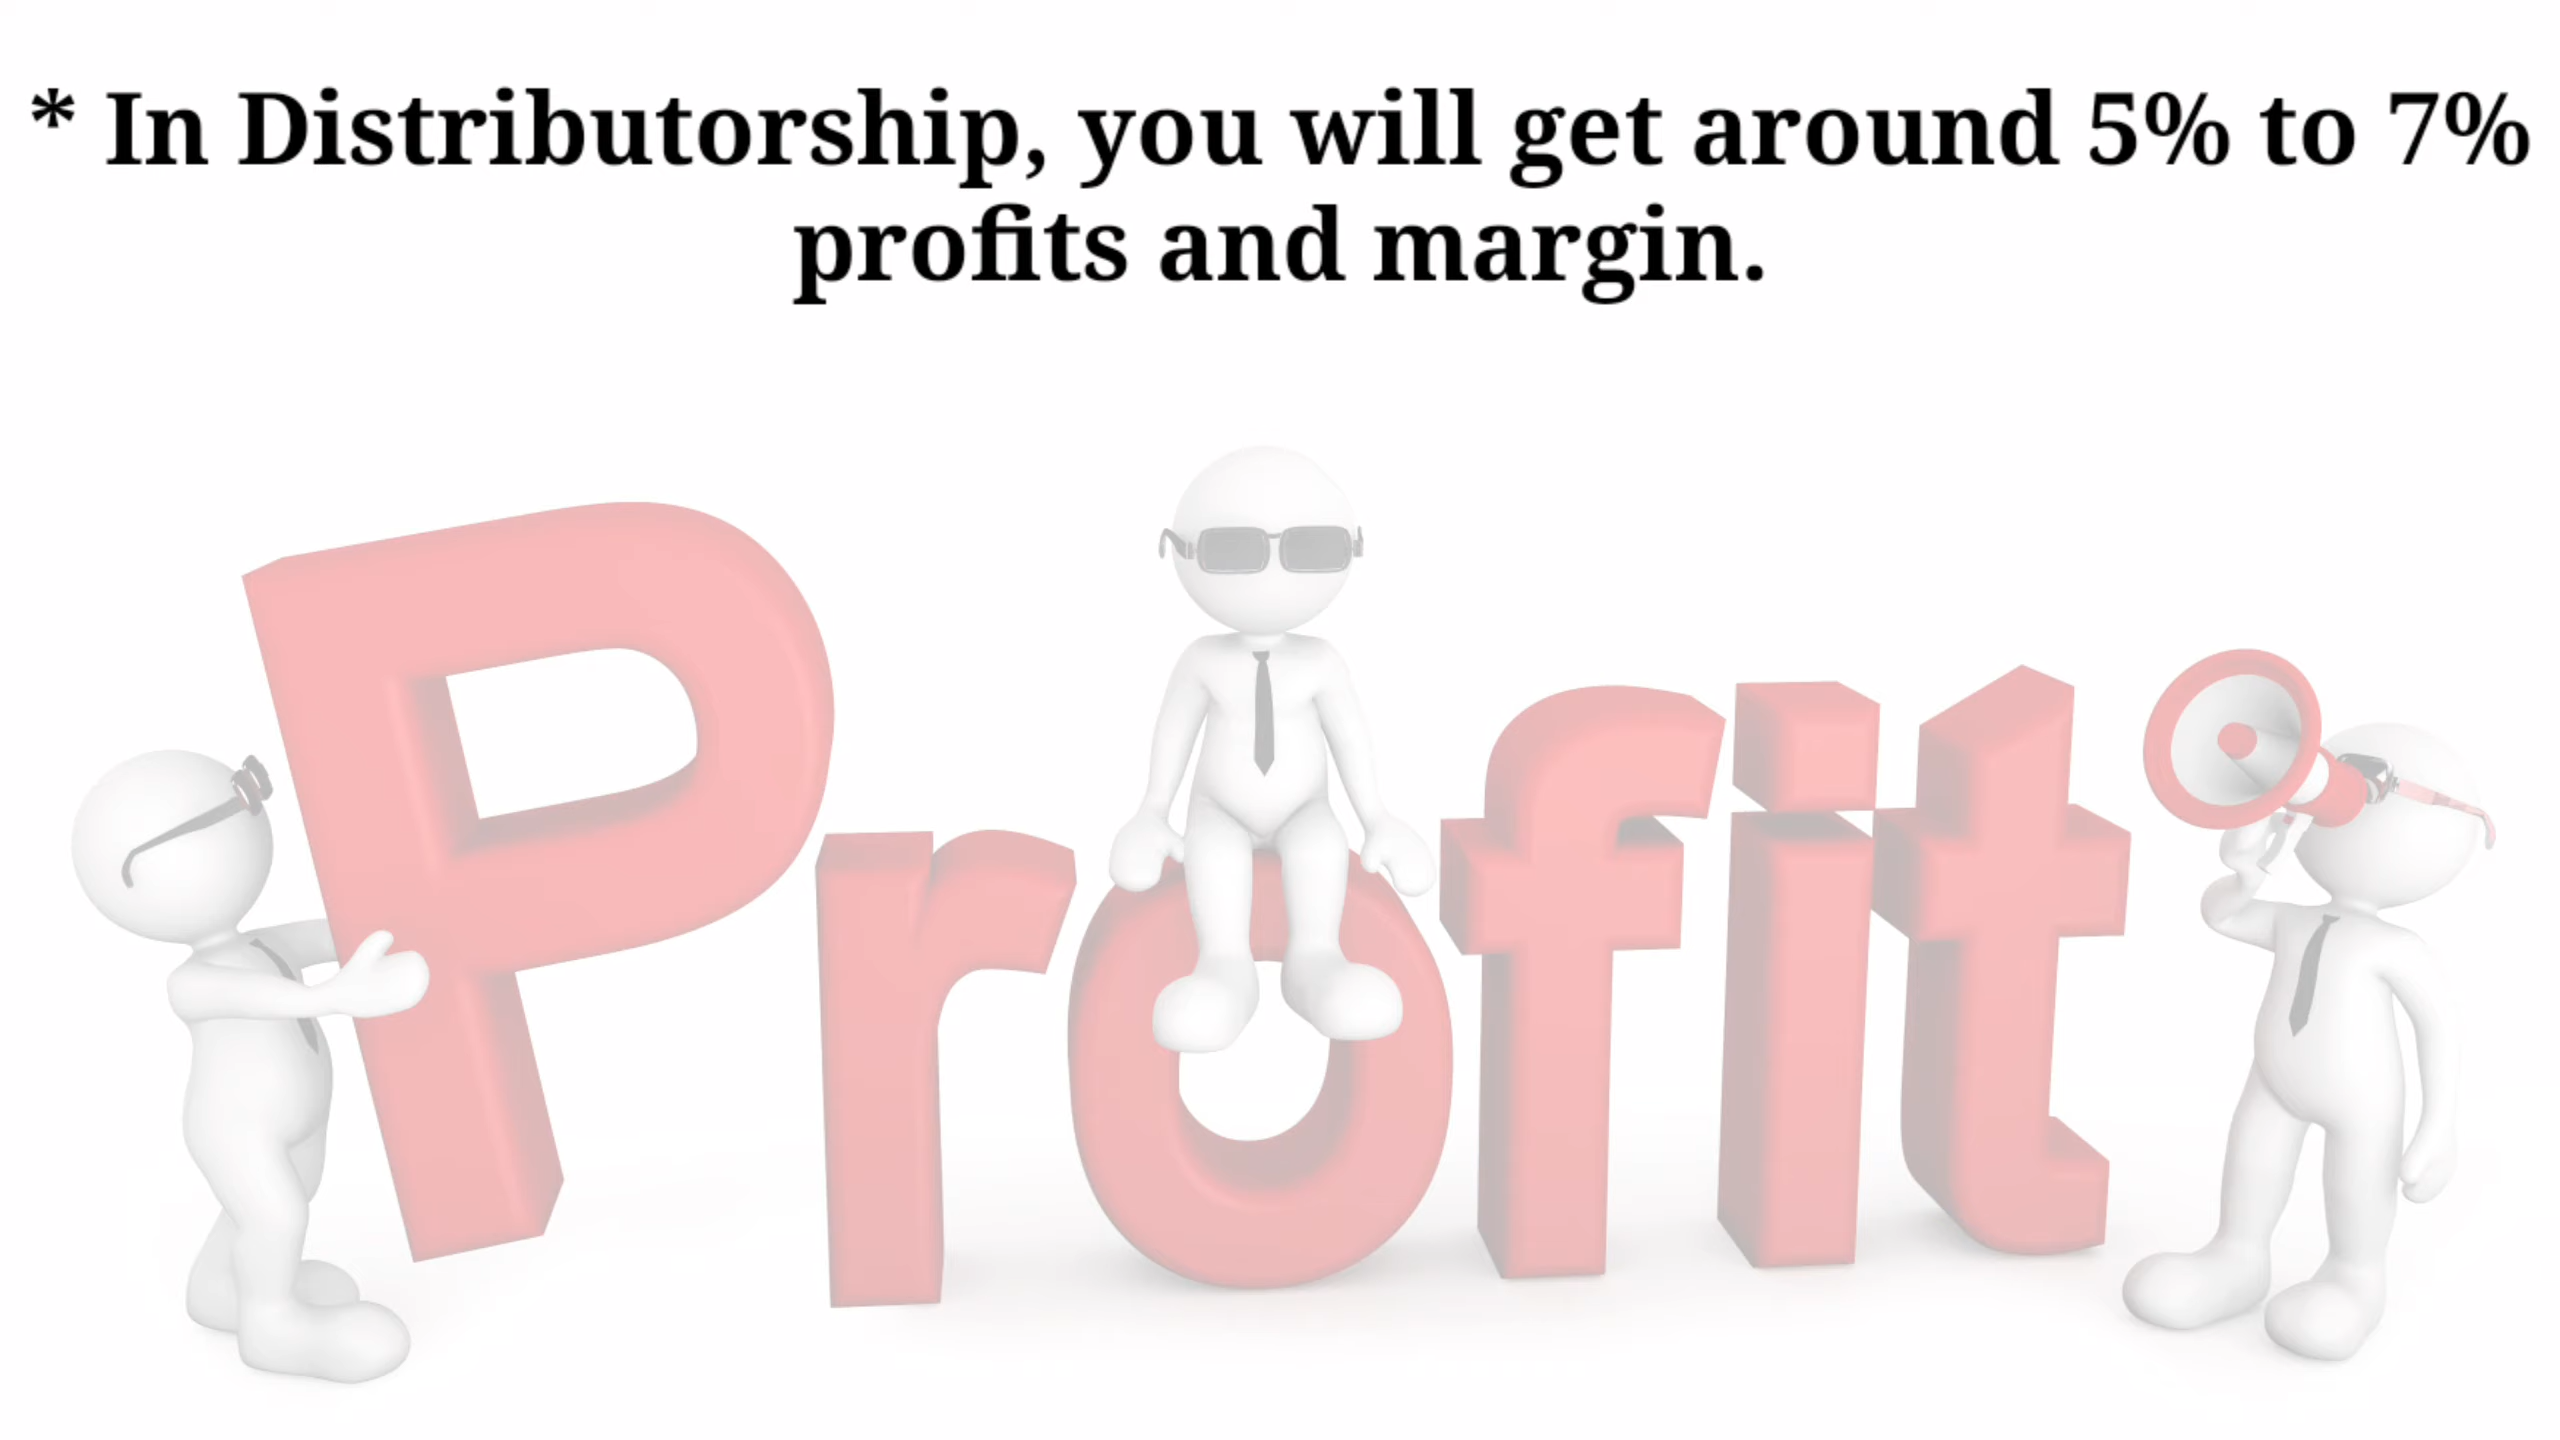 * In Distributorship, you will get around 5% to 7%
profits and margin.
Profit